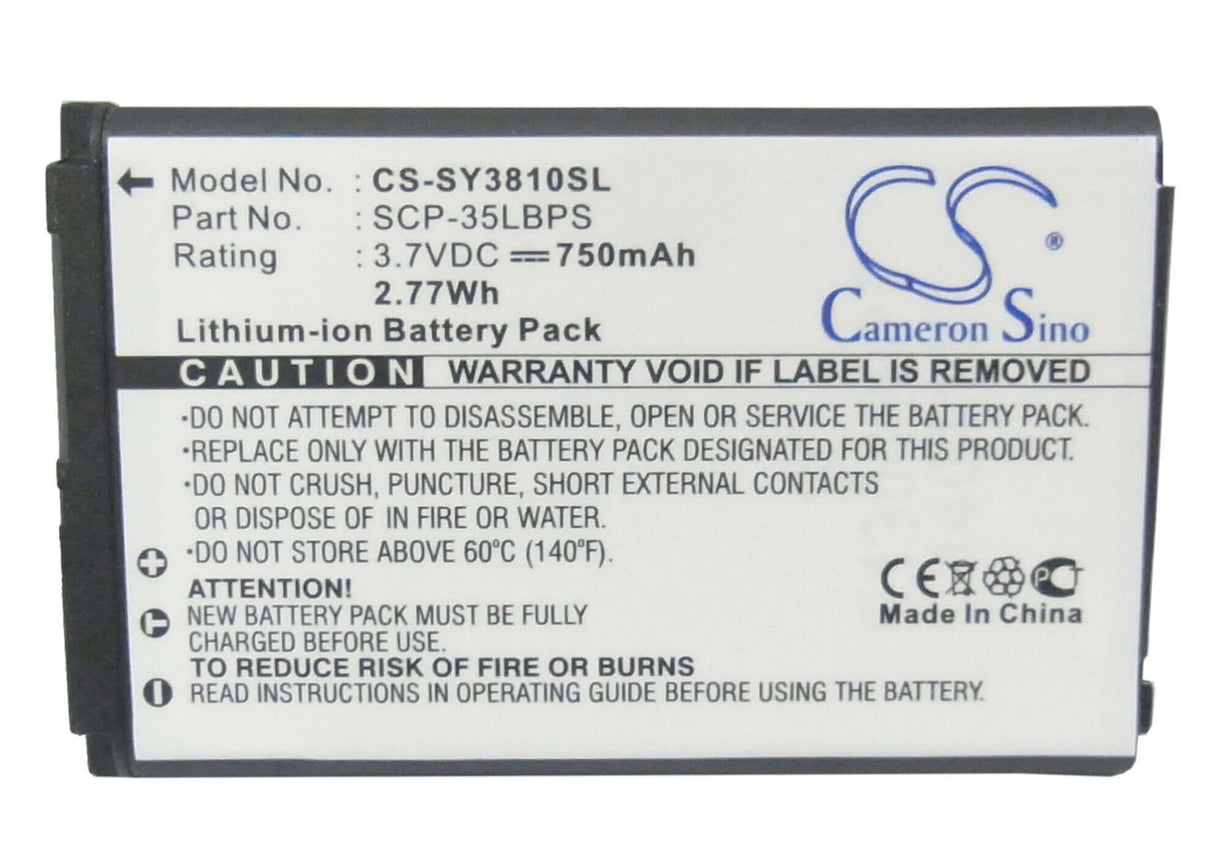 Model No. : CS-SY3810SL
Part No. : SCP-35LBPS
Rating : 3.7VDC ⎓ 750mAh
2.77Wh
Lithium-ion Battery Pack
CS ®
Cameron Sino
CAUTION WARRANTY VOID IF LABEL IS REMOVED
•DO NOT ATTEMPT TO DISASSEMBLE, OPEN OR SERVICE THE BATTERY PACK.
•REPLACE ONLY WITH THE BATTERY PACK DESIGNATED FOR THIS PRODUCT.
•DO NOT CRUSH, PUNCTURE, SHORT EXTERNAL CONTACTS
OR DISPOSE OF IN FIRE OR WATER.
•DO NOT STORE ABOVE 60°C (140°F).
ATTENTION!
NEW BATTERY PACK MUST BE FULLY
CHARGED BEFORE USE.
TO REDUCE RISK OF FIRE OR BURNS
READ INSTRUCTIONS IN OPERATING GUIDE BEFORE USING THE BATTERY.
CE PCT
Made In China